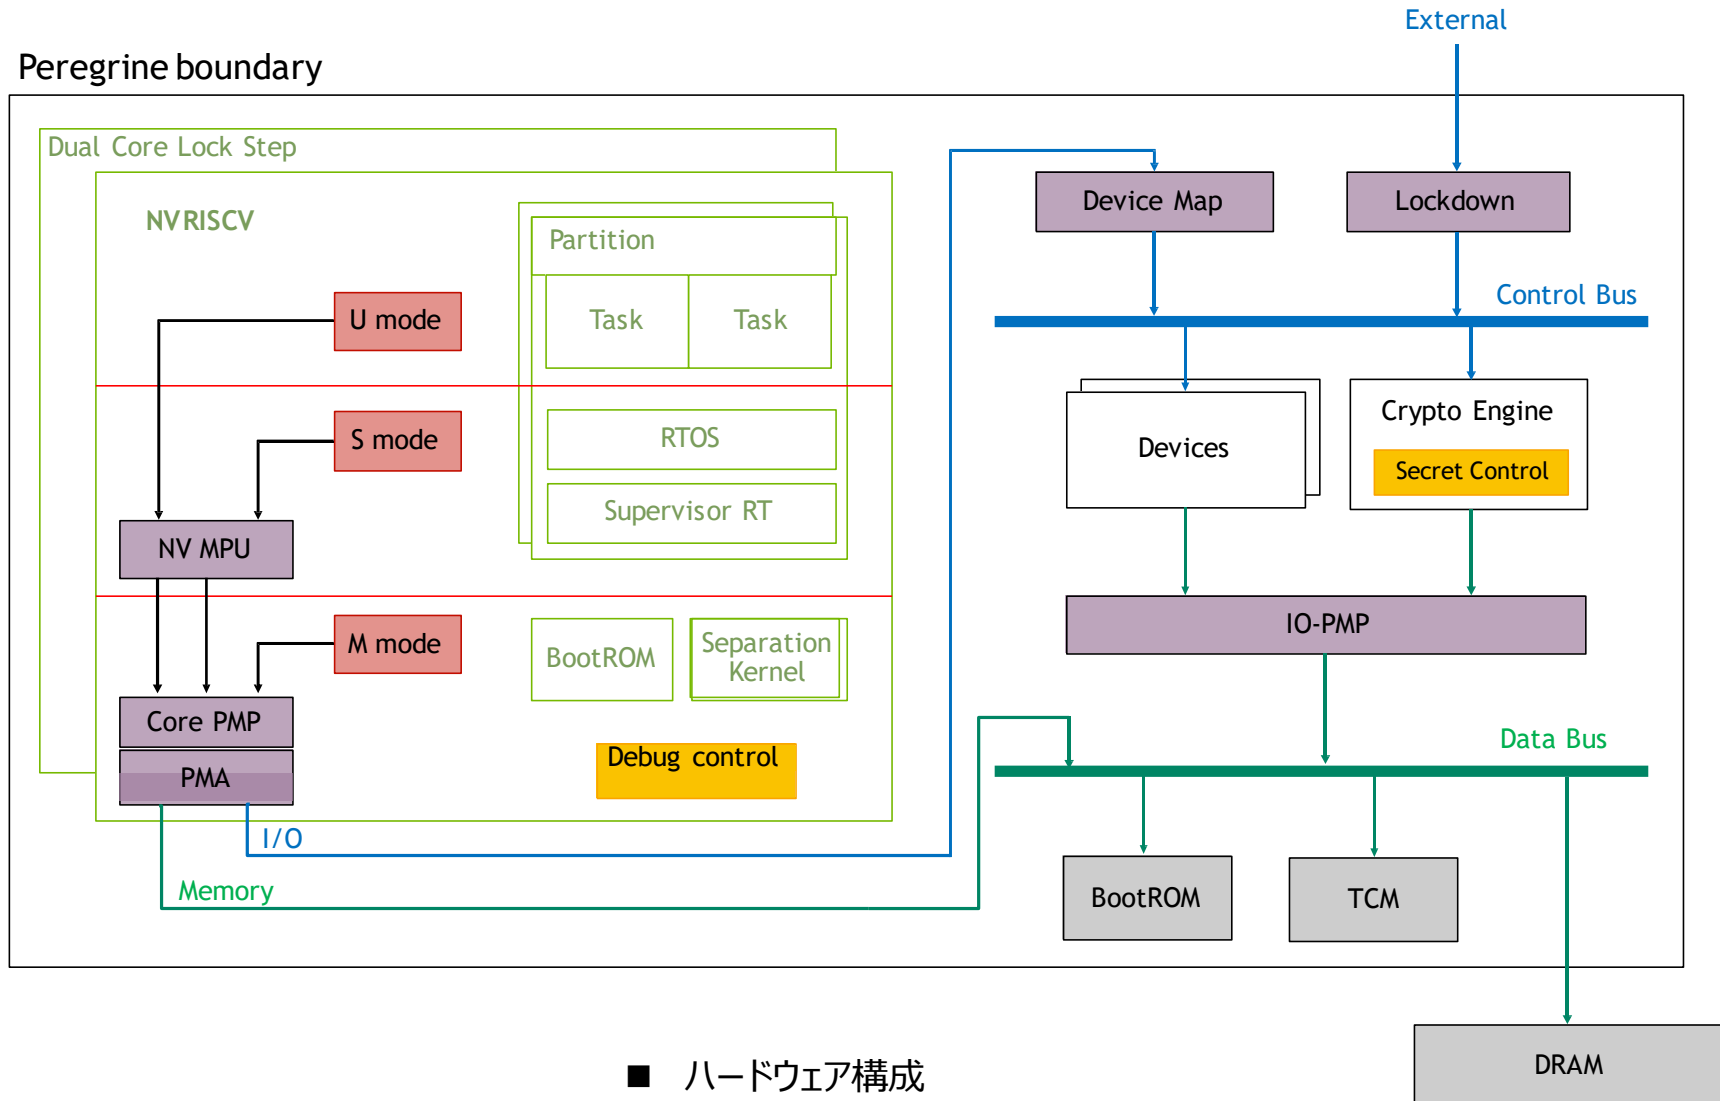 External
Peregrine boundary
Dual Core Lock Step
NVRISCV
Partition
Task
Task
U mode
S mode
RTOS
Supervisor RT
NV MPU
M mode
BootROM
Separation
Kernel
Core PMP
PMA
Debug control
I/O
Memory
Device Map
Lockdown
Control Bus
Devices
Crypto Engine
Secret Control
IO-PMP
Data Bus
BootROM
TCM
DRAM
■ ハードウェア構成